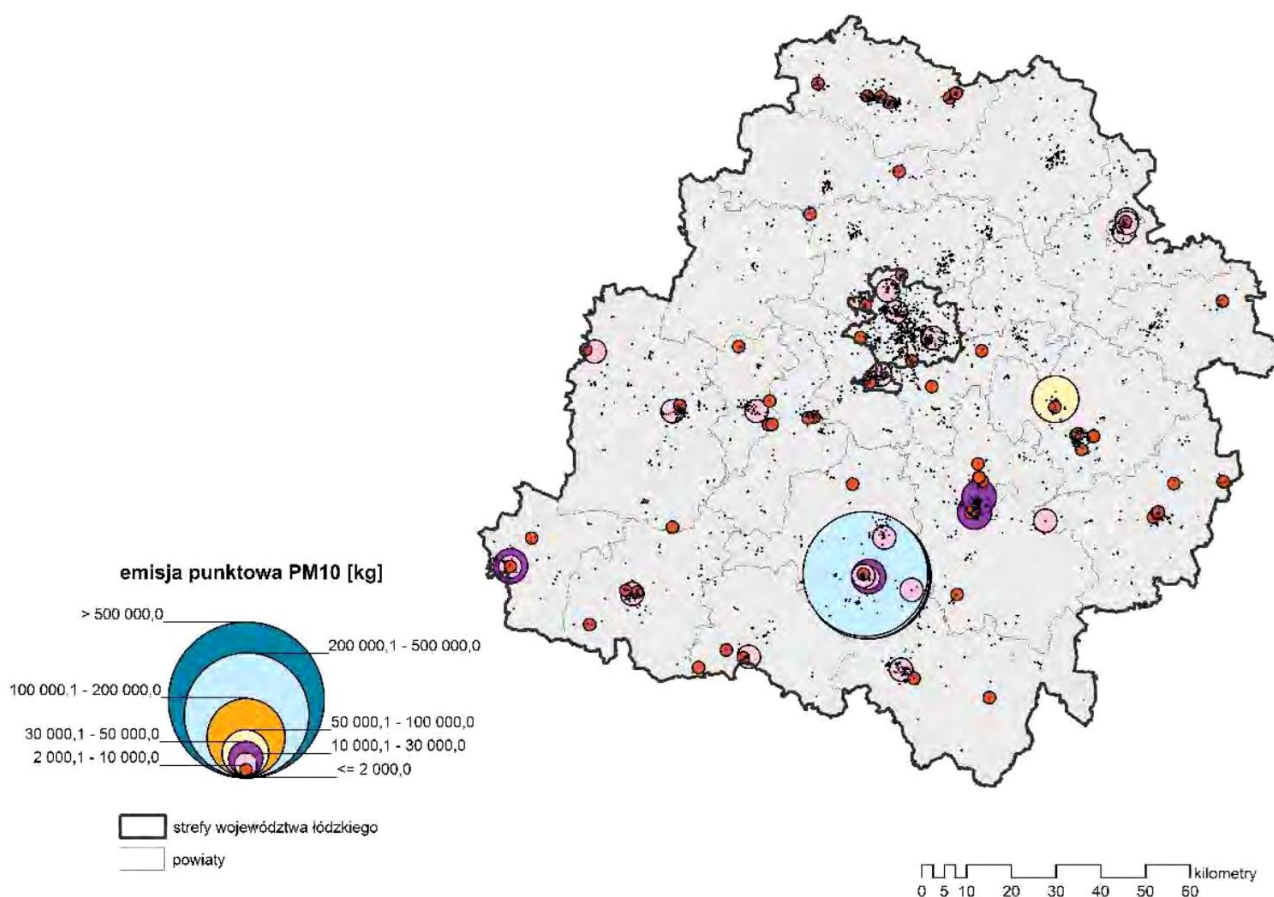 emisja punktowa PM10 [kg]
> 500 000,0
200 000,1 - 500 000,0
100 000,1 - 200 000,0
50 000,1 - 100 000,0
30 000,1 - 50 000,0
10 000,1 - 30 000,0
2 000,1 - 10 000,0
<= 2 000,0
strefy województwa łódzkiego
powiaty
kilometry
0 5 10 20 30 40 50 60